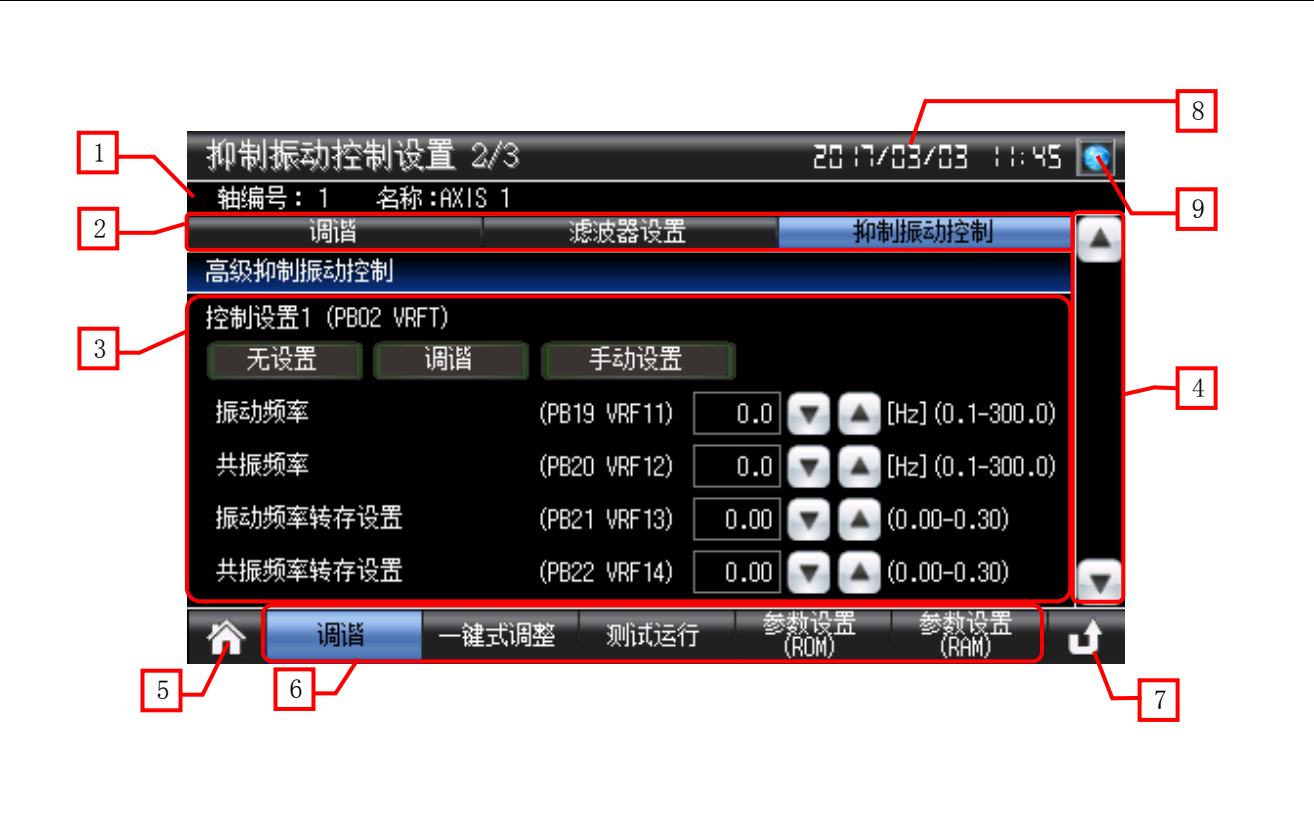 8
1
抑制振动控制设置 2/3 2017/03/03 11:45
9
轴编号: 1 名称:AXIS 1
2
调谐 滤波器设置 抑制振动控制
高级抑制振动控制
3
控制设置1 (PB02 VRFT)
无设置 调谐 手动设置
4
振动频率 (PB19 VRF11) 0.0 [Hz](0.1-300.0)
共振频率 (PB20 VRF12) 0.0 [Hz](0.1-300.0)
振动频率转存设置 (PB21 VRF13) 0.00 (0.00-0.30)
共振频率转存设置 (PB22 VRF14) 0.00 (0.00-0.30)
调谐 一键式调整 测试运行 参数设置 参数设置
(ROM) (RAM)
5
6
7